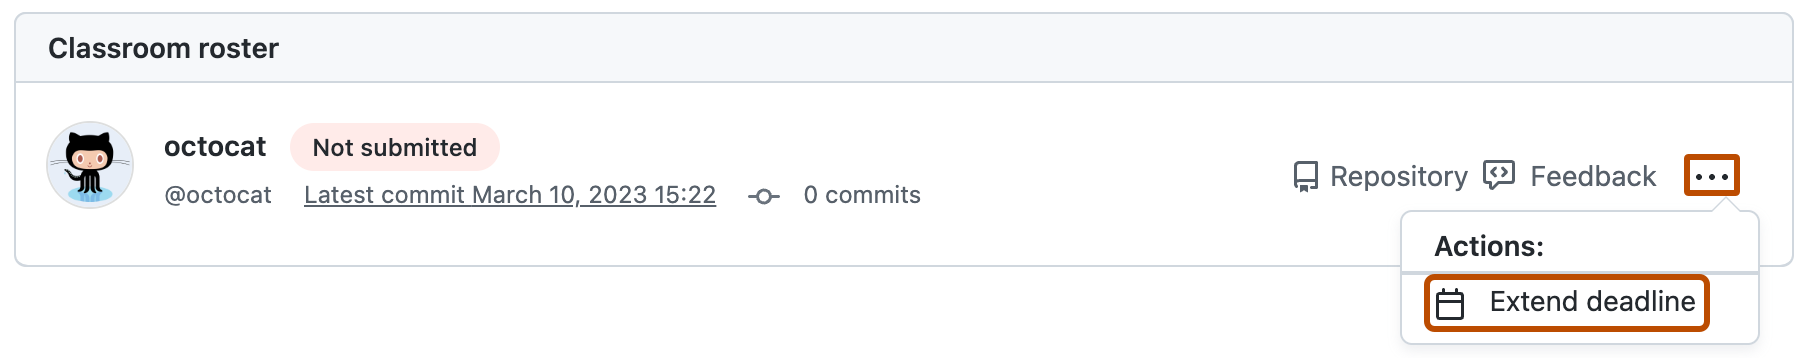 Classroom roster
octocat Not submitted
@octocat Latest commit March 10, 2023 15:22 0 commits
Repository Feedback
Actions:
Extend deadline